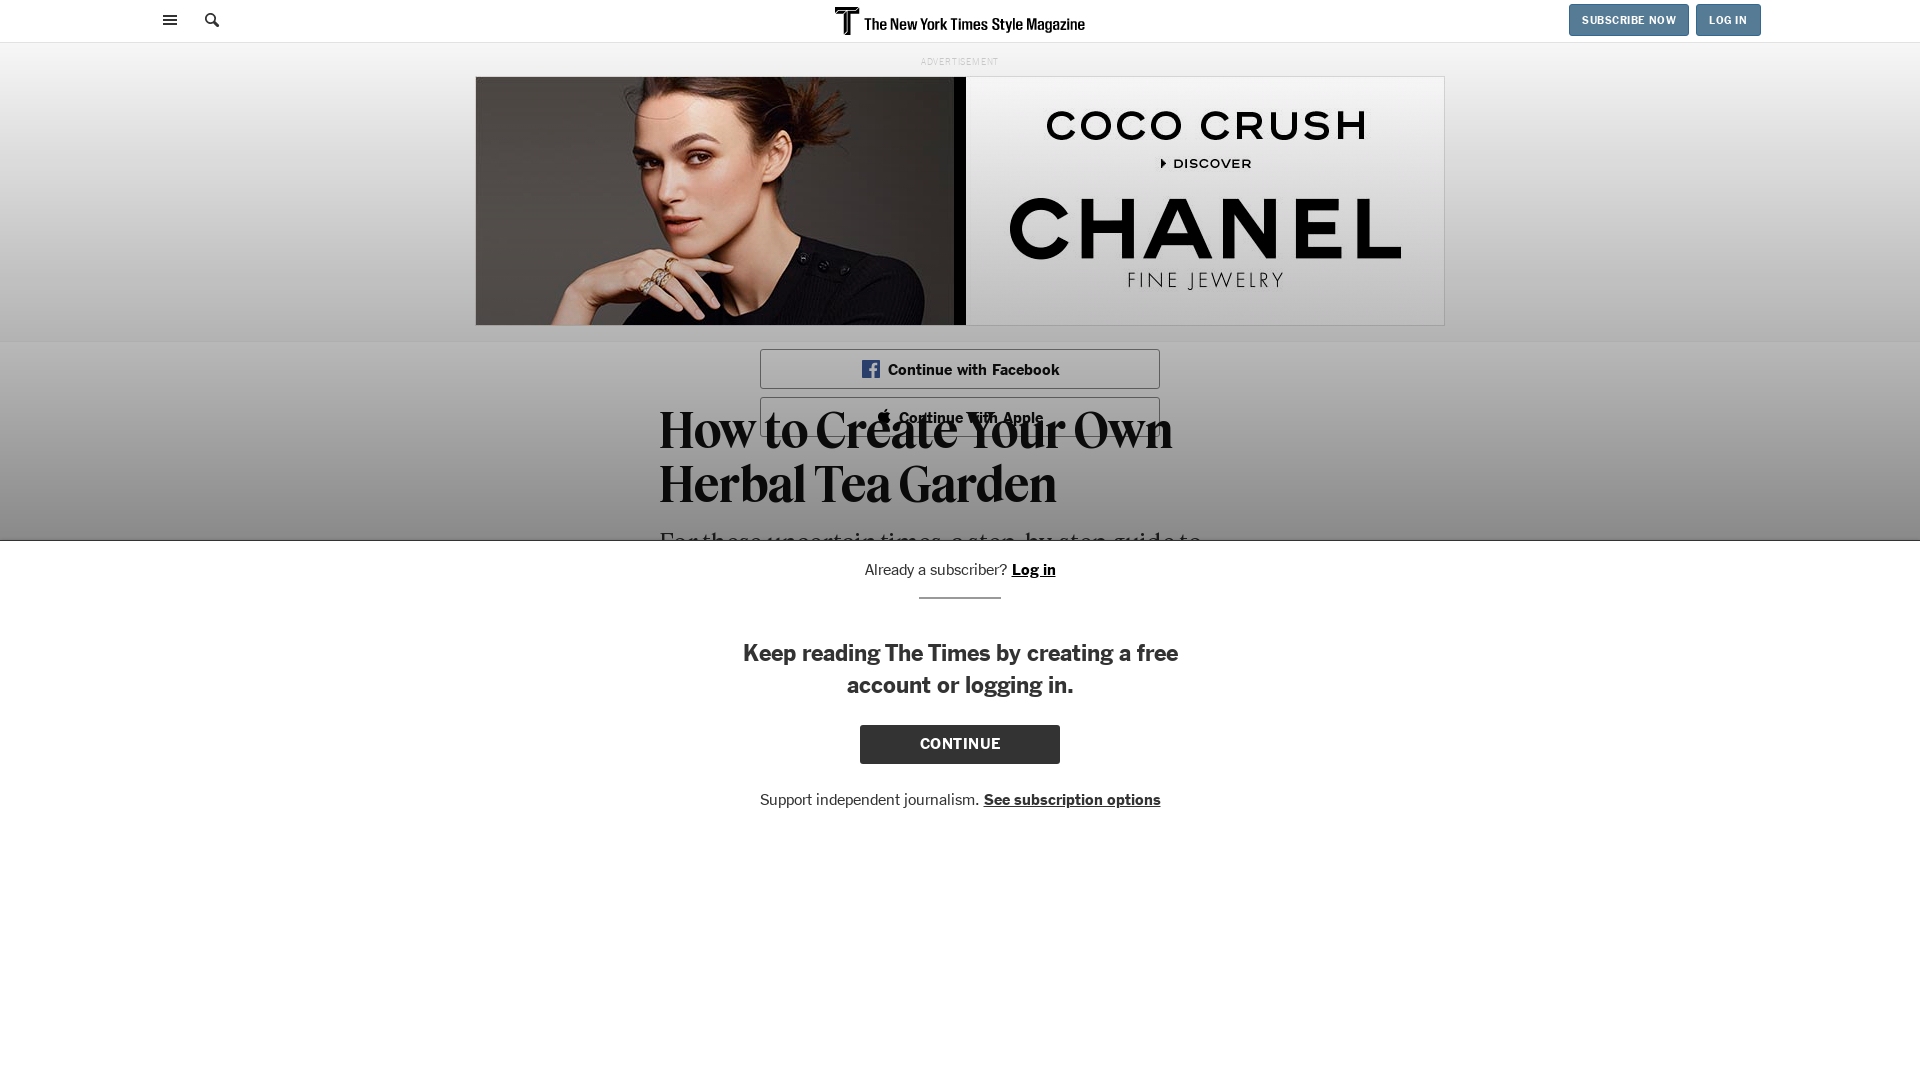 The New York Times Style Magazine
SUBSCRIBE NOW
LOG IN
ADVERTISEMENT
COCO CRUSH
DISCOVER
CHANEL
FINE JEWELRY
Continue with Facebook
Continue with Apple
How to Create Your Own
Herbal Tea Garden
For these uncertain times, a step-by-step guide to
Already a subscriber? Log in
Keep reading The Times by creating a free
account or logging in.
CONTINUE
Support independent journalism. See subscription options